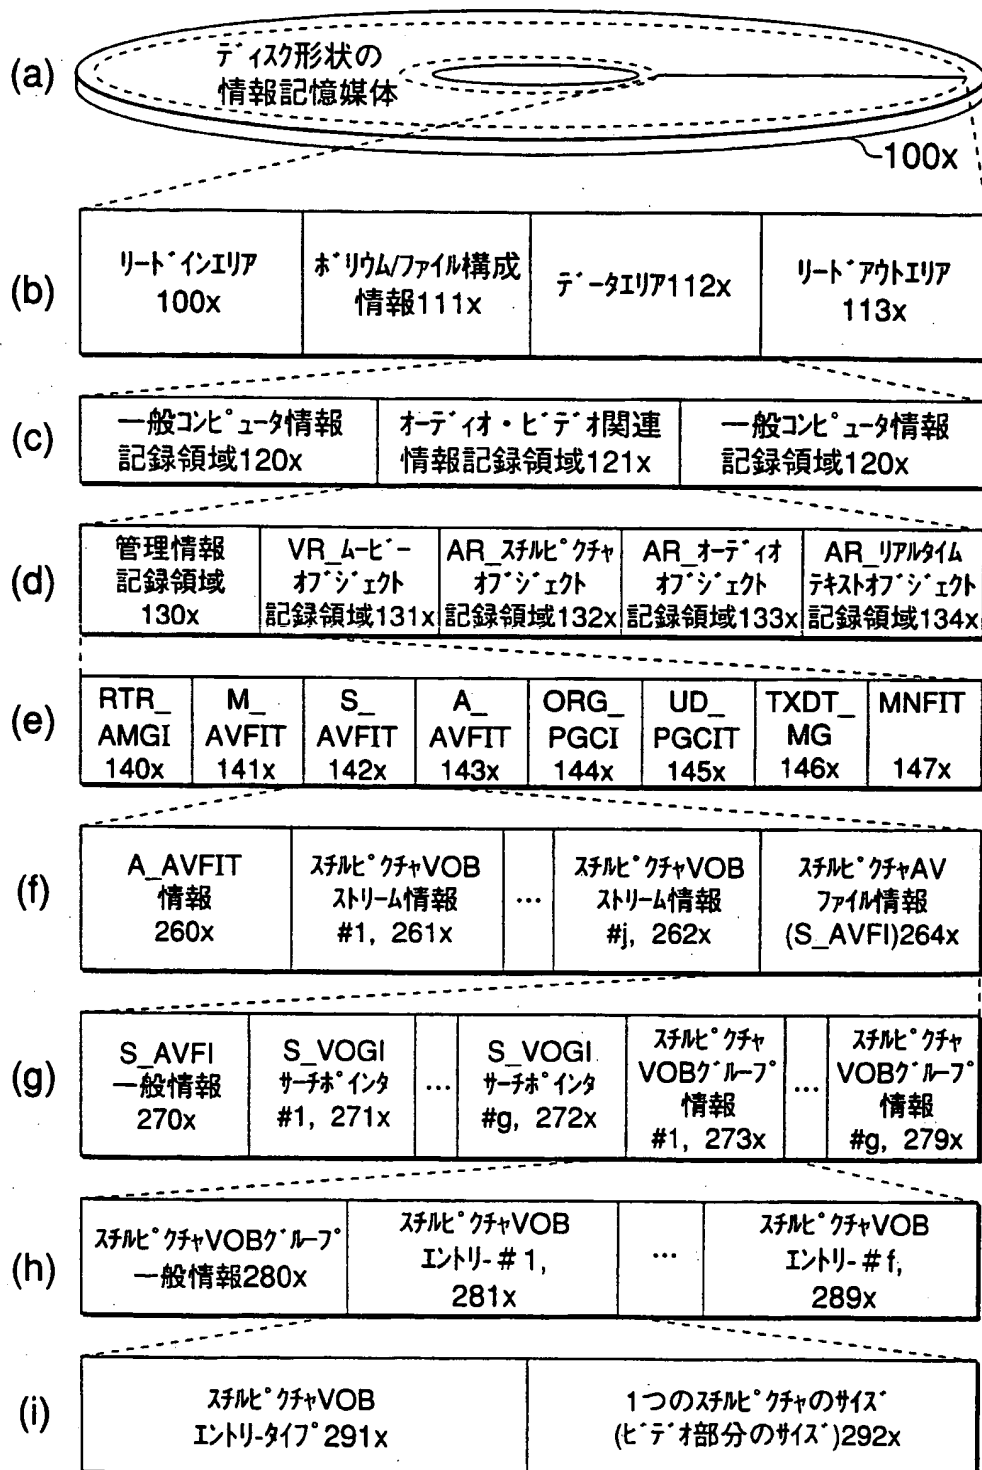 (a)
ディスク形状の
情報記憶媒体
100x
(b)
リードインエリア
100x
ボリウム/ファイル構成
情報111x
データエリア112x
リードアウトエリア
113x
(c)
一般コンピュータ情報
記録領域120x
オーディオ・ビデオ関連
情報記録領域121x
一般コンピュータ情報
記録領域120x
(d)
管理情報
記録領域
130x
VR_ムービー
オブジェクト
記録領域131x
AR_スチルピクチャ
オブジェクト
記録領域132x
AR_オーディオ
オブジェクト
記録領域133x
AR_リアルタイム
テキストオブジェクト
記録領域134x
(e)
RTR_
AMGI
140x
M_
AVFIT
141x
S_
AVFIT
142x
A_
AVFIT
143x
ORG_
PGCI
144x
UD_
PGCIT
145x
TXDT_
MG
146x
MNFIT
147x
(f)
A_AVFIT
情報
260x
スチルピクチャVOB
ストリーム情報
#1, 261x
…
スチルピクチャVOB
ストリーム情報
#j, 262x
スチルピクチャAV
ファイル情報
(S_AVFI)264x
(g)
S_AVFI
一般情報
270x
S_VOGI
サーチポインタ
#1, 271x
…
S_VOGI
サーチポインタ
#g, 272x
スチルピクチャ
VOBグループ
情報
#1, 273x
…
スチルピクチャ
VOBグループ
情報
#g, 279x
(h)
スチルピクチャVOBグループ
一般情報280x
スチルピクチャVOB
エントリー#1,
281x
…
スチルピクチャVOB
エントリー#f,
289x
(i)
スチルピクチャVOB
エントリータイプ291x
1つのスチルピクチャのサイズ
(ビデオ部分のサイズ)292x